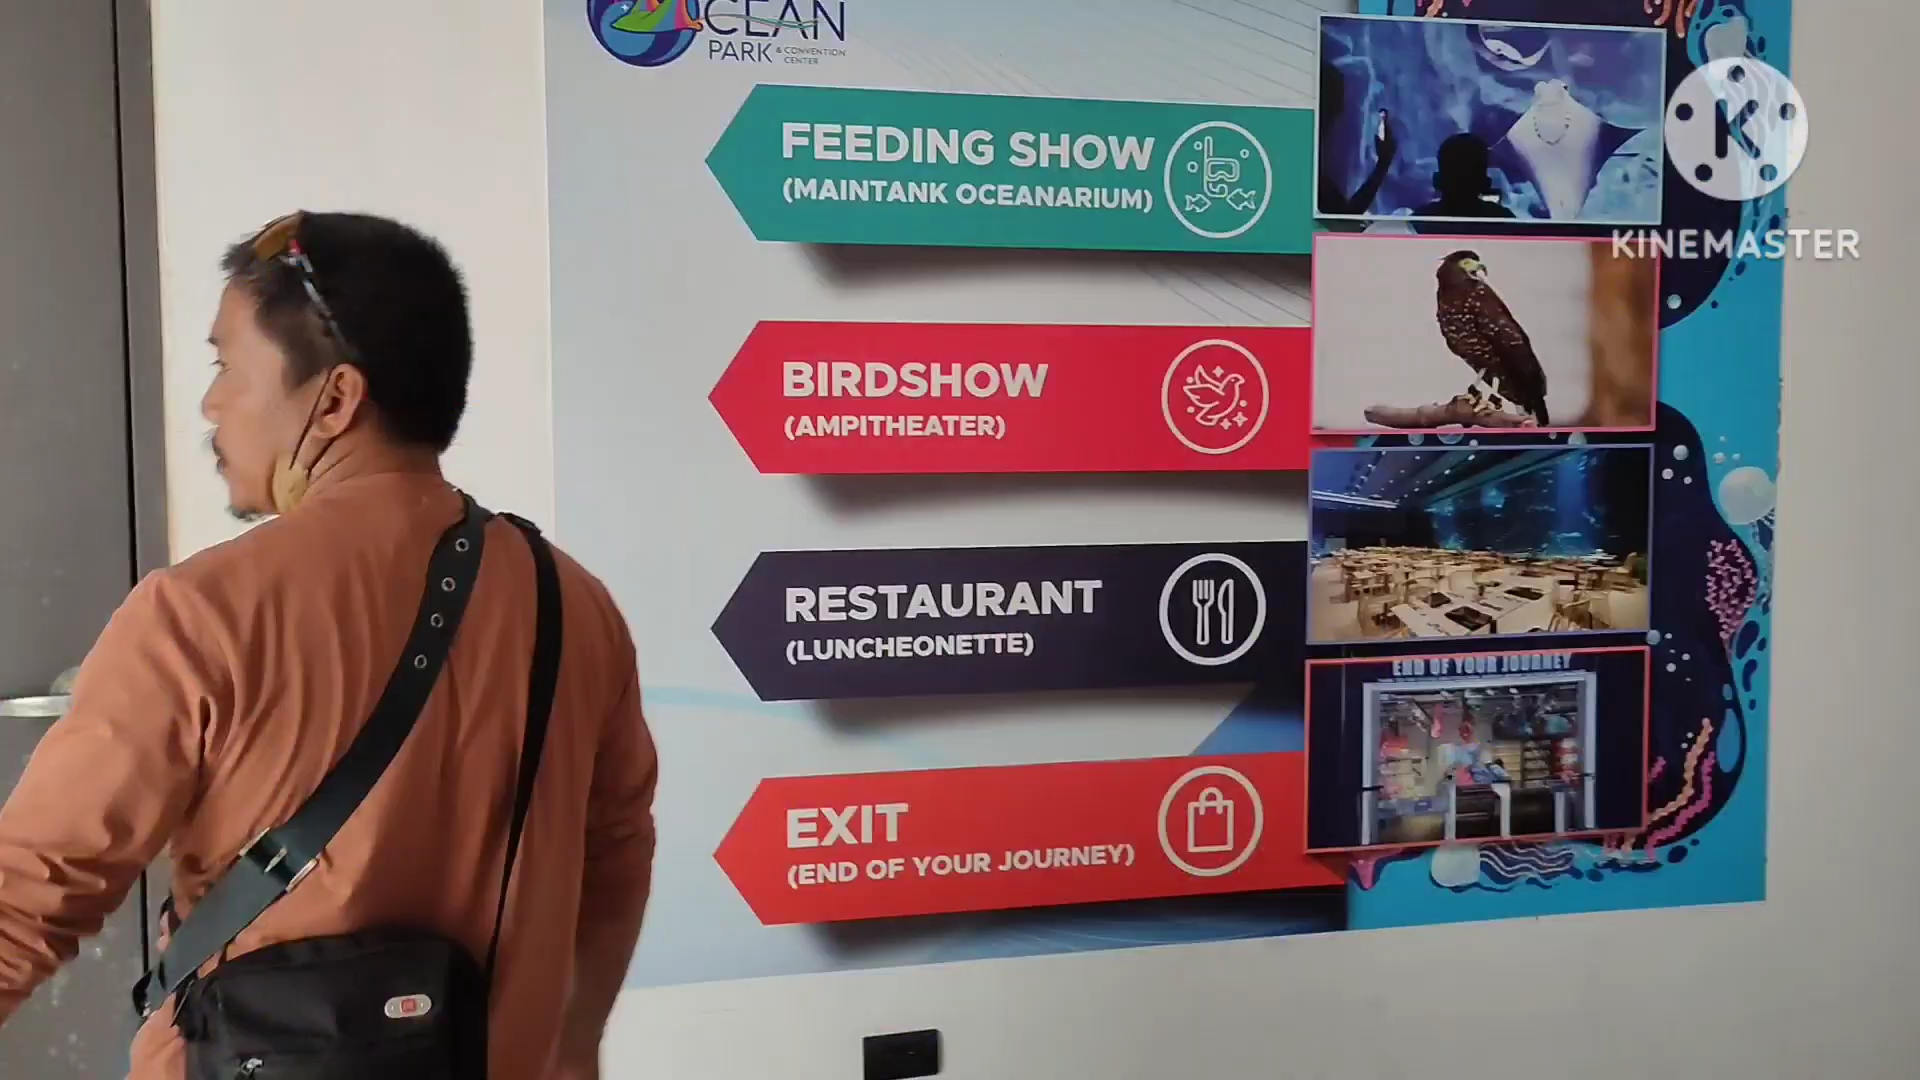 OCEAN
PARK & CONVENTION
CENTER
FEEDING SHOW
(MAINTANK OCEANARIUM)
KINEMASTER
BIRDSHOW
(AMPITHEATER)
RESTAURANT
(LUNCHEONETTE)
END OF YOUR JOURNEY
EXIT
(END OF YOUR JOURNEY)